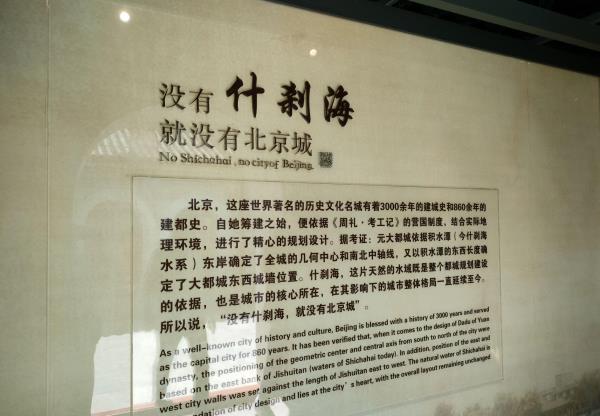 没有什刹海
就没有北京城
No Shichahai, no city of Beijing.
北京，这座世界著名的历史文化名城有着3000余年的建城史和860余年的
建都史。自她筹建之始，便依据《周礼·考工记》的营国制度，结合实际地
理环境，进行了精心的规划设计。据考证：元大都城依据积水潭（今什刹海
水系）东岸确定了全城的几何中心和南北中轴线，又以积水潭的东西长度确
定了大都城东西城墙位置。什刹海，这片天然的水域既是整个都城规划建设
的依据，也是城市的核心所在，在其影响下的城市整体格局一直延续至今。
所以说，“没有什刹海，就没有北京城”。
As a well-known city of history and culture, Beijing is blessed with a history of 3000 years and served
as the capital city for 860 years. It has been verified that, when it comes to the design of Dadu of Yuan
dynasty, the positioning of the geometric center and central axis from south to north of the city were
based on the east bank of Jishuitan (waters of Shichahai today). In addition, position of the east and
west city walls was set against the length of Jishuitan east to west. The natural water of Shichahai is
of city design and lies at the city's heart, with the overall layout remaining unchanged